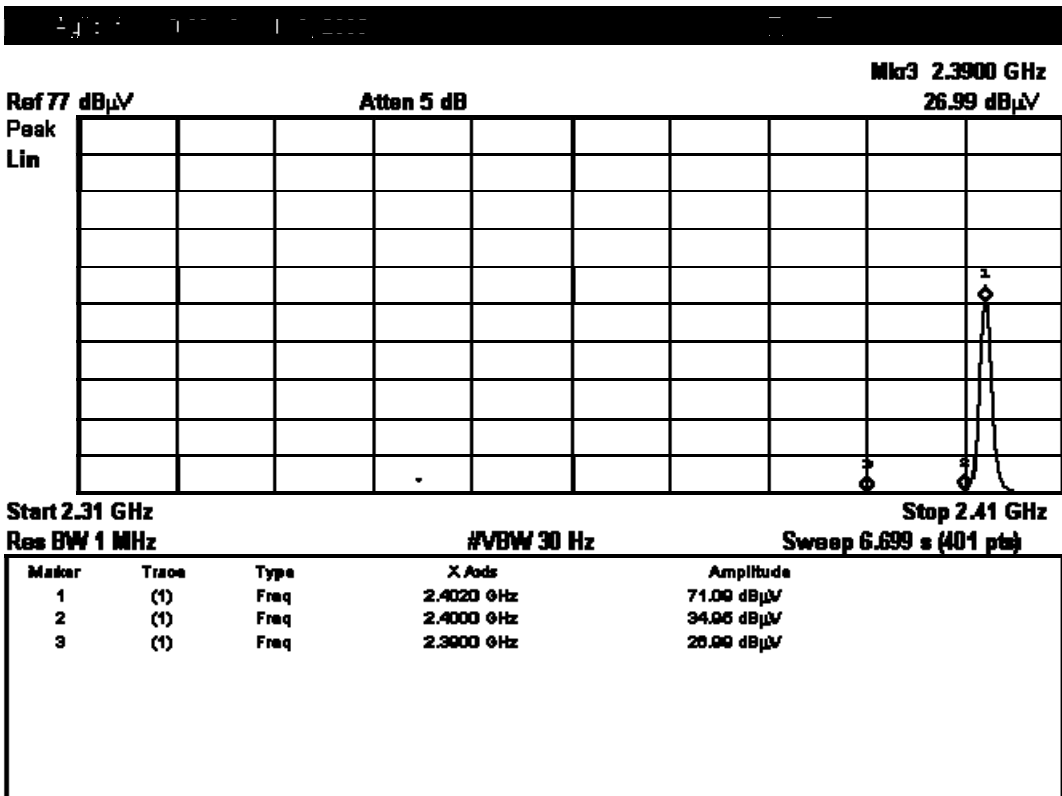 Mkr3 2.3900 GHz
Ref 77 dBµV Atten 5 dB 26.99 dBµV
Peak
Lin
1
3 2
Start 2.31 GHz Stop 2.41 GHz
Res BW 1 MHz #VBW 30 Hz Sweep 6.699 s (401 pts)
Marker Trace Type X Axis Amplitude
1 (1) Freq 2.4020 GHz 71.09 dBµV
2 (1) Freq 2.4000 GHz 34.95 dBµV
3 (1) Freq 2.3900 GHz 26.99 dBµV